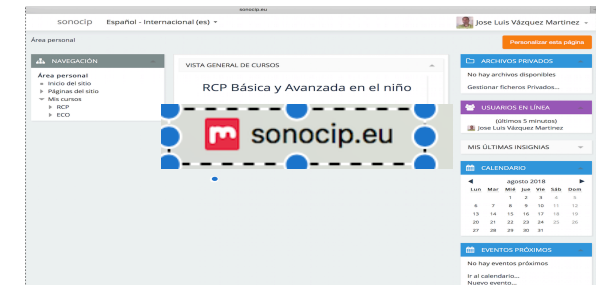 sonocip.eu
sonocip
Español - Internacional (es)
Jose Luis Vázquez Martínez
Área personal
Personalizar esta página
NAVEGACIÓN
Área personal
Inicio del sitio
Páginas del sitio
Mis cursos
RCP
ECO
VISTA GENERAL DE CURSOS
RCP Básica y Avanzada en el niño
sonocip.eu
ARCHIVOS PRIVADOS
No hay archivos disponibles
Gestionar ficheros Privados...
USUARIOS EN LÍNEA
(últimos 5 minutos)
Jose Luis Vázquez Martínez
MIS ÚLTIMAS INSIGNIAS
CALENDARIO
agosto 2018
Lun Mar Mié Jue Vie Sáb Dom
1 2 3 4 5
6 7 8 9 10 11 12
13 14 15 16 17 18 19
20 21 22 23 24 25 26
27 28 29 30 31
EVENTOS PRÓXIMOS
No hay eventos próximos
Ir al calendario...
Nuevo evento...